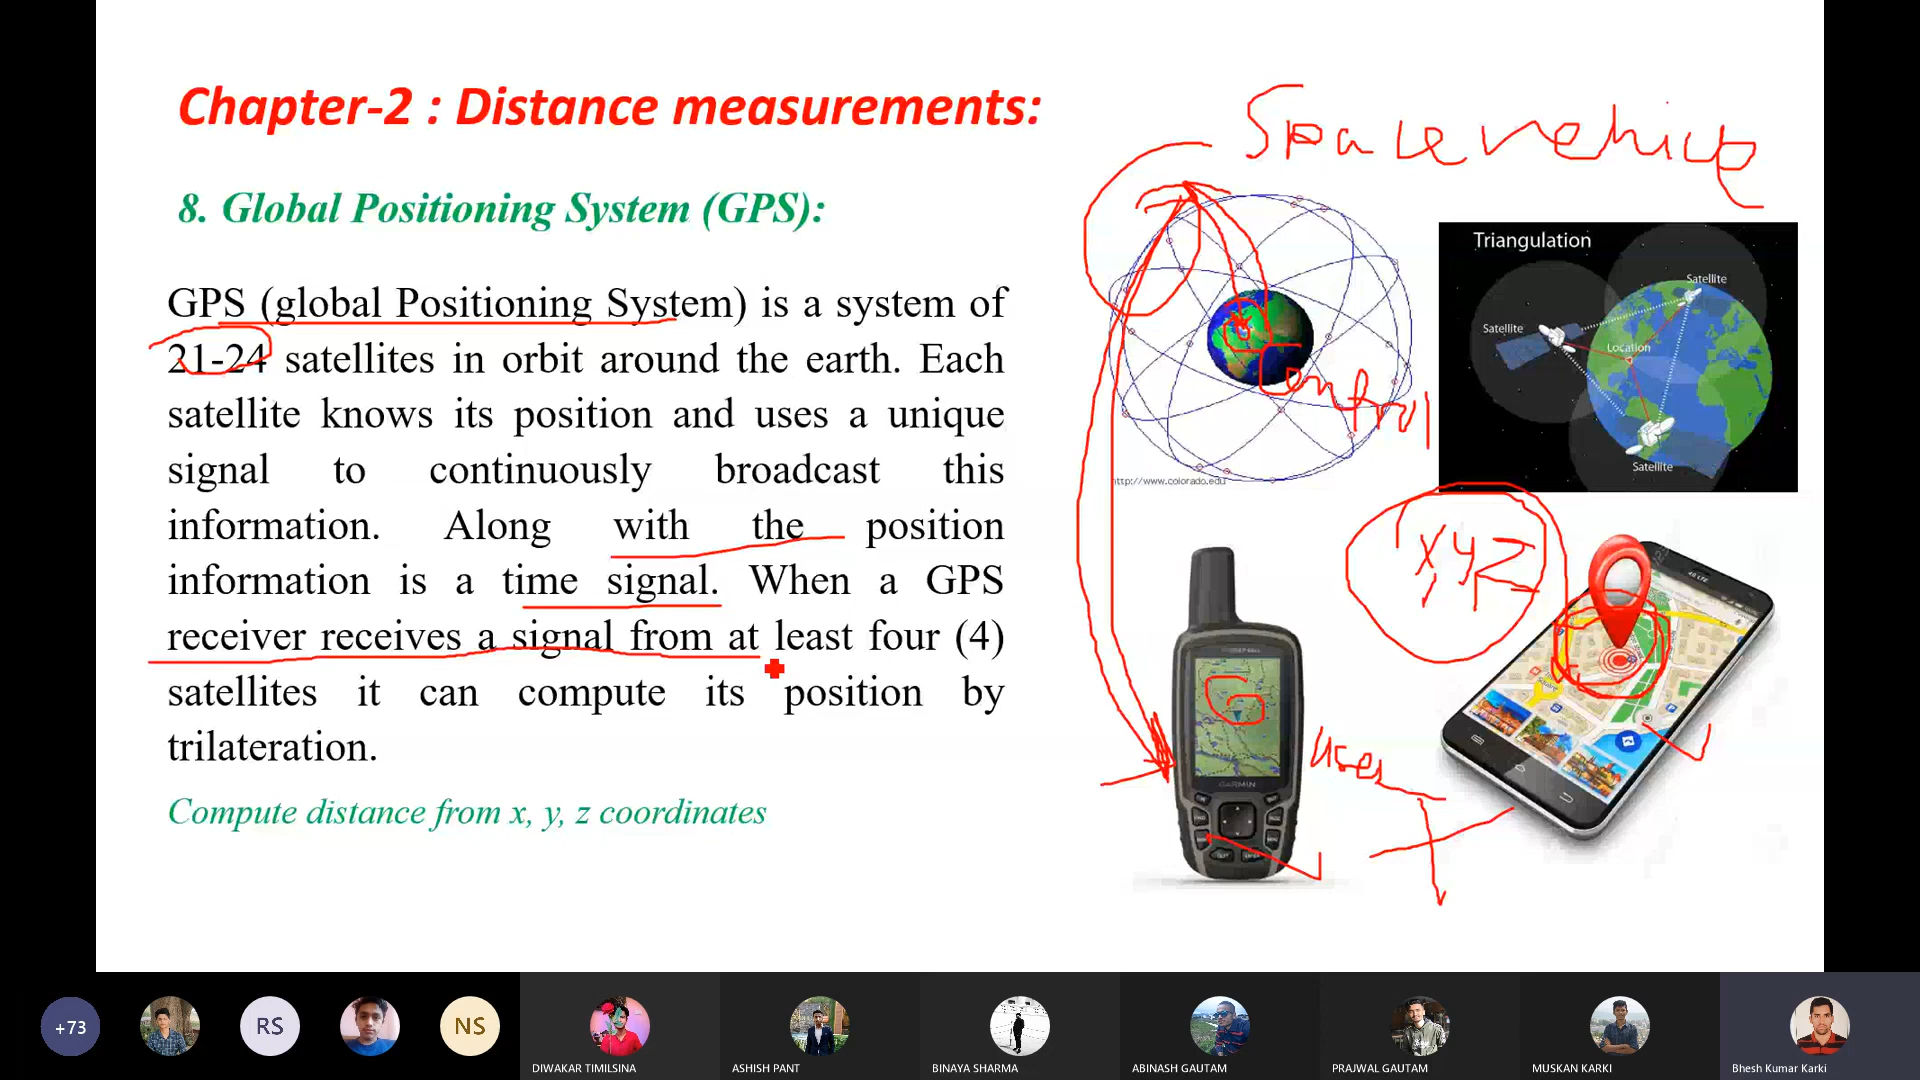 Chapter-2 : Distance measurements:
8. Global Positioning System (GPS):
GPS (global Positioning System) is a system of
21-24 satellites in orbit around the earth. Each
satellite knows its position and uses a unique
signal to continuously broadcast this
information. Along with the position
information is a time signal. When a GPS
receiver receives a signal from at least four (4)
satellites it can compute its position by
trilateration.
Compute distance from x, y, z coordinates
Space vehicle
Control
http://www.colorado.edu
Triangulation
Satellite
Satellite
Location
Satellite
x y z
G
User
GARMIN
+73
RS
NS
DIWAKAR TIMILSINA
ASHISH PANT
BINAYA SHARMA
ABINASH GAUTAM
PRAJWAL GAUTAM
MUSKAN KARKI
Bhesh Kumar Karki